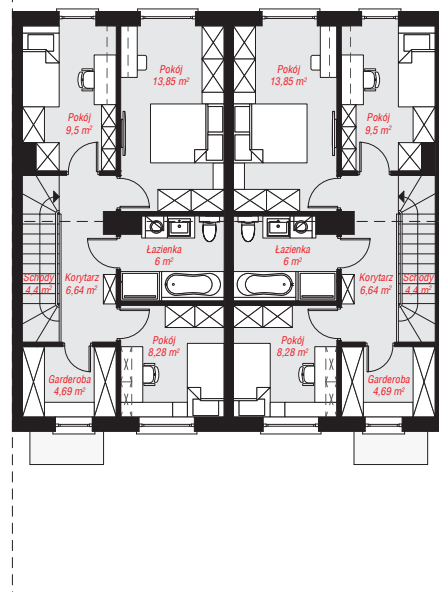 Pokój
13,85 m²
Pokój
13,85 m²
Pokój
9,5 m²
Pokój
9,5 m²
Łazienka
6 m²
Łazienka
6 m²
Schody
4,4 m²
Korytarz
6,64 m²
Korytarz
6,64 m²
Schody
4,4 m²
Pokój
8,28 m²
Pokój
8,28 m²
Garderoba
4,69 m²
Garderoba
4,69 m²